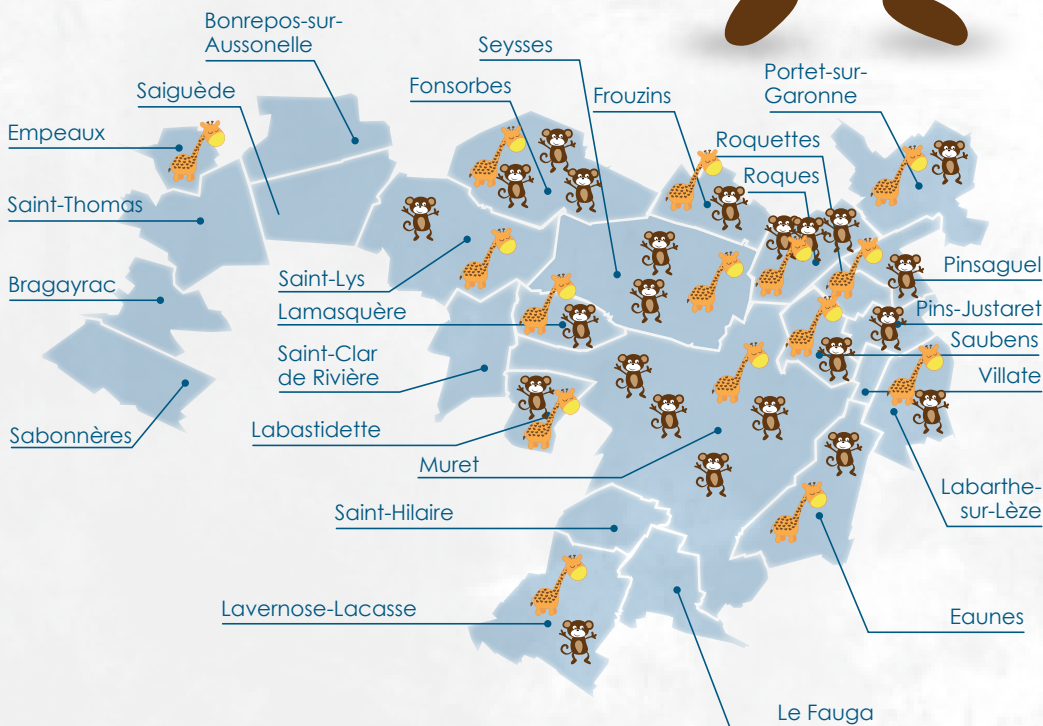 Bonrepos-sur-
Aussonelle
Seysses
Saiguède
Fonsorbes
Frouzins
Portet-sur-
Garonne
Empeaux
Roquettes
Roques
Saint-Thomas
Pinsaguel
Bragayrac
Saint-Lys
Lamasquère
Pins-Justaret
Saubens
Saint-Clar
de Rivière
Villate
Sabonnères
Labastidette
Muret
Labarthe-
sur-Lèze
Saint-Hilaire
Lavernose-Lacasse
Eaunes
Le Fauga